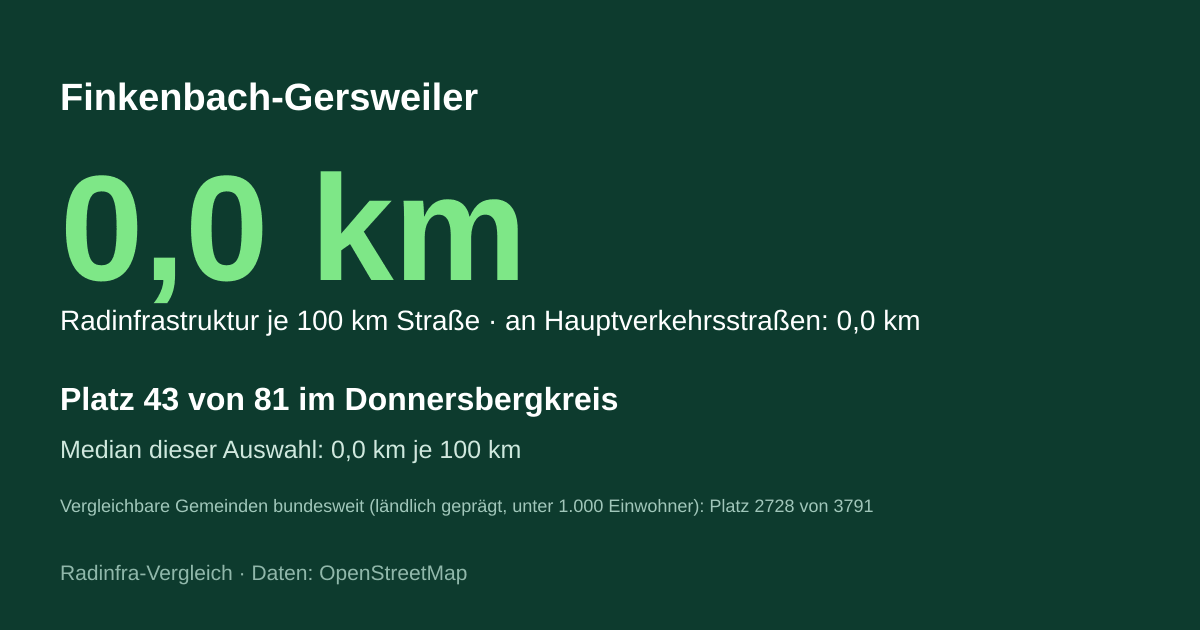 Finkenbach-Gersweiler
0,0 km
Radinfrastruktur je 100 km Straße · an Hauptverkehrsstraßen: 0,0 km
Platz 43 von 81 im Donnersbergkreis
Median dieser Auswahl: 0,0 km je 100 km
Vergleichbare Gemeinden bundesweit (ländlich geprägt, unter 1.000 Einwohner): Platz 2728 von 3791
Radinfra-Vergleich · Daten: OpenStreetMap